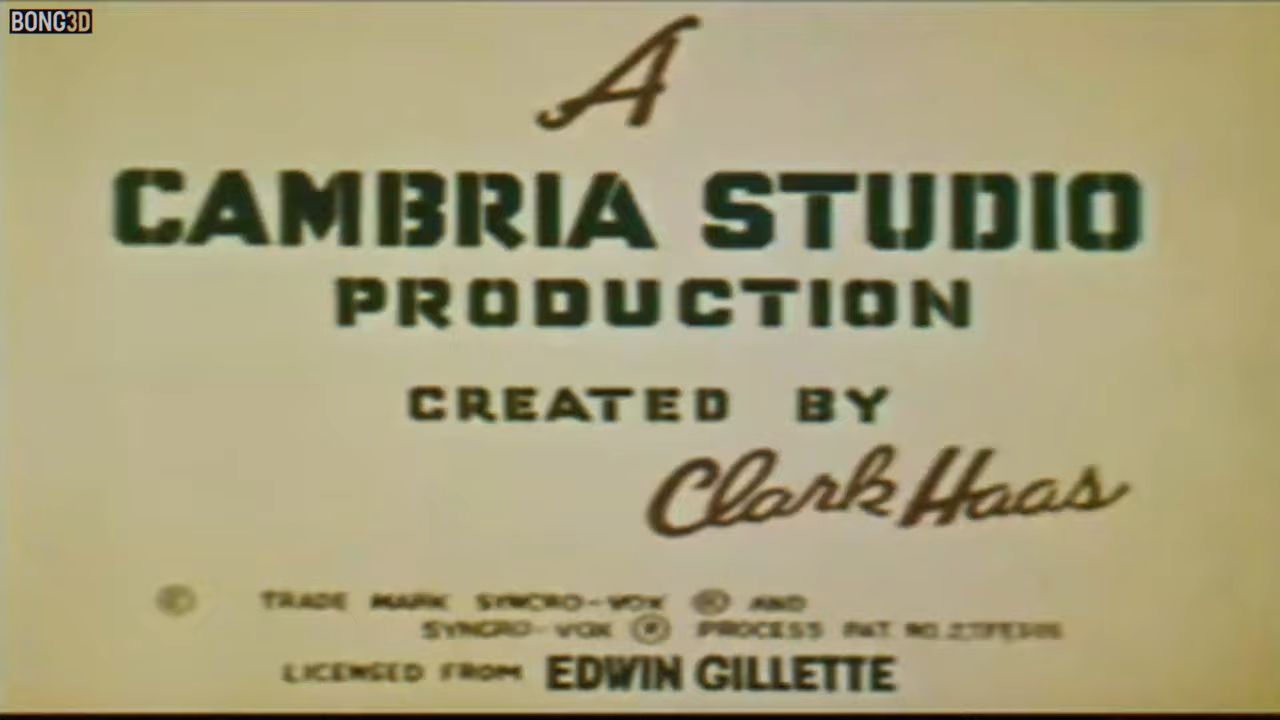 BONG3D
A
CAMBRIA STUDIO
PRODUCTION
CREATED BY
Clark Haas
© TRADE MARK SYNCRO-VOX ® AND
SYNCRO-VOX ® PROCESS PAT NO.
LICENSED FROM EDWIN GILLETTE